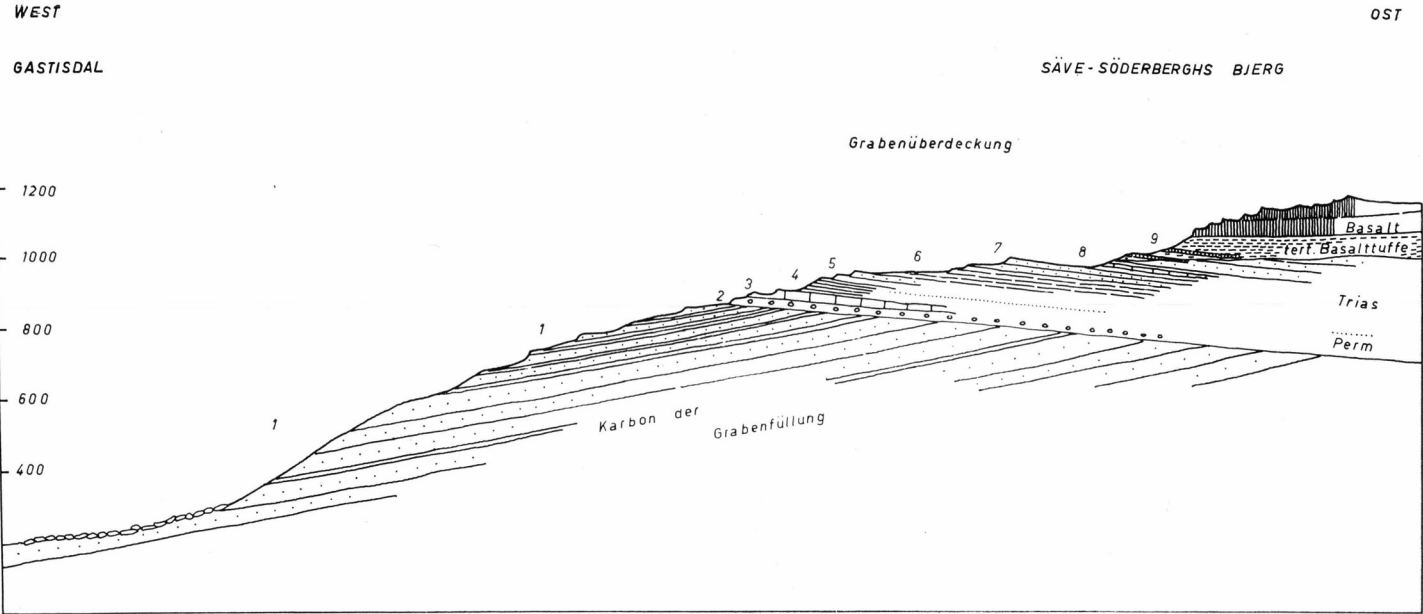 WEST
OST
GASTISDAL
SÄVE-SÖDERBERGHS BJERG
Grabenüberdeckung
1200
1000
800
600
400
1
1
2
3
4
5
6
7
8
9
Basalt
tert. Basalttuffe
Trias
Perm
Karbon der
Grabenfüllung